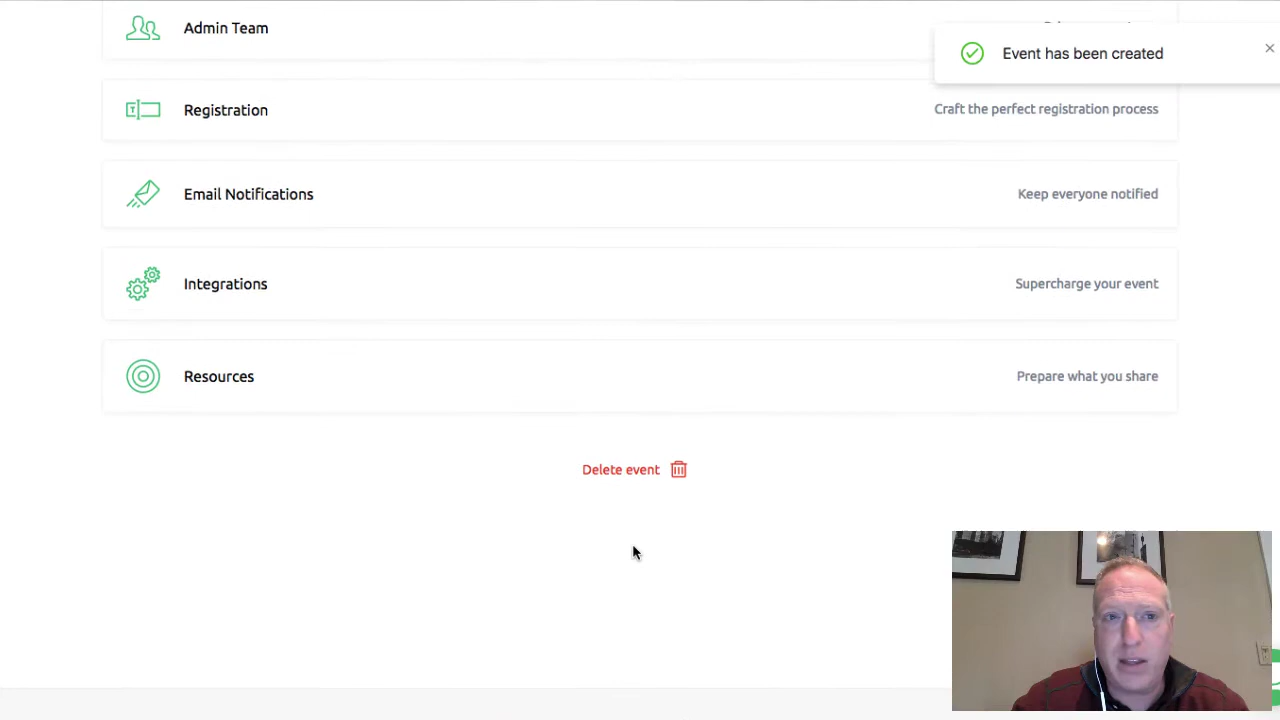 Admin Team
Event has been created
Registration
Craft the perfect registration process
Email Notifications
Keep everyone notified
Integrations
Supercharge your event
Resources
Prepare what you share
Delete event